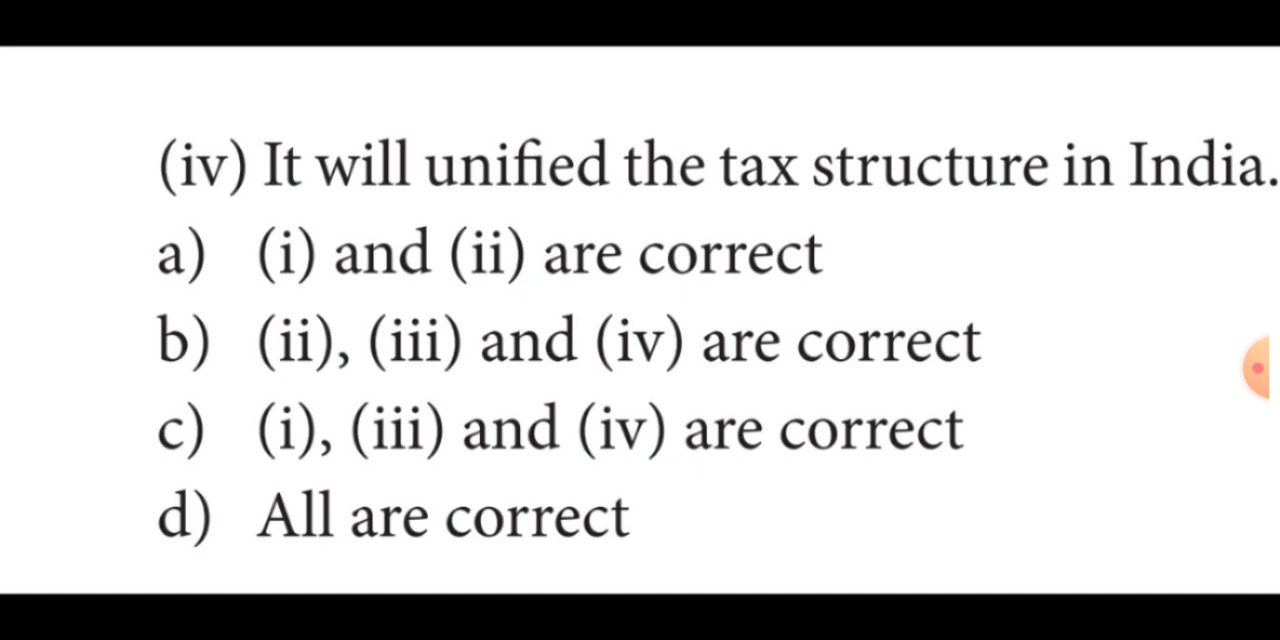 (iv) It will unified the tax structure in India.
a) (i) and (ii) are correct
b) (ii), (iii) and (iv) are correct
c) (i), (iii) and (iv) are correct
d) All are correct